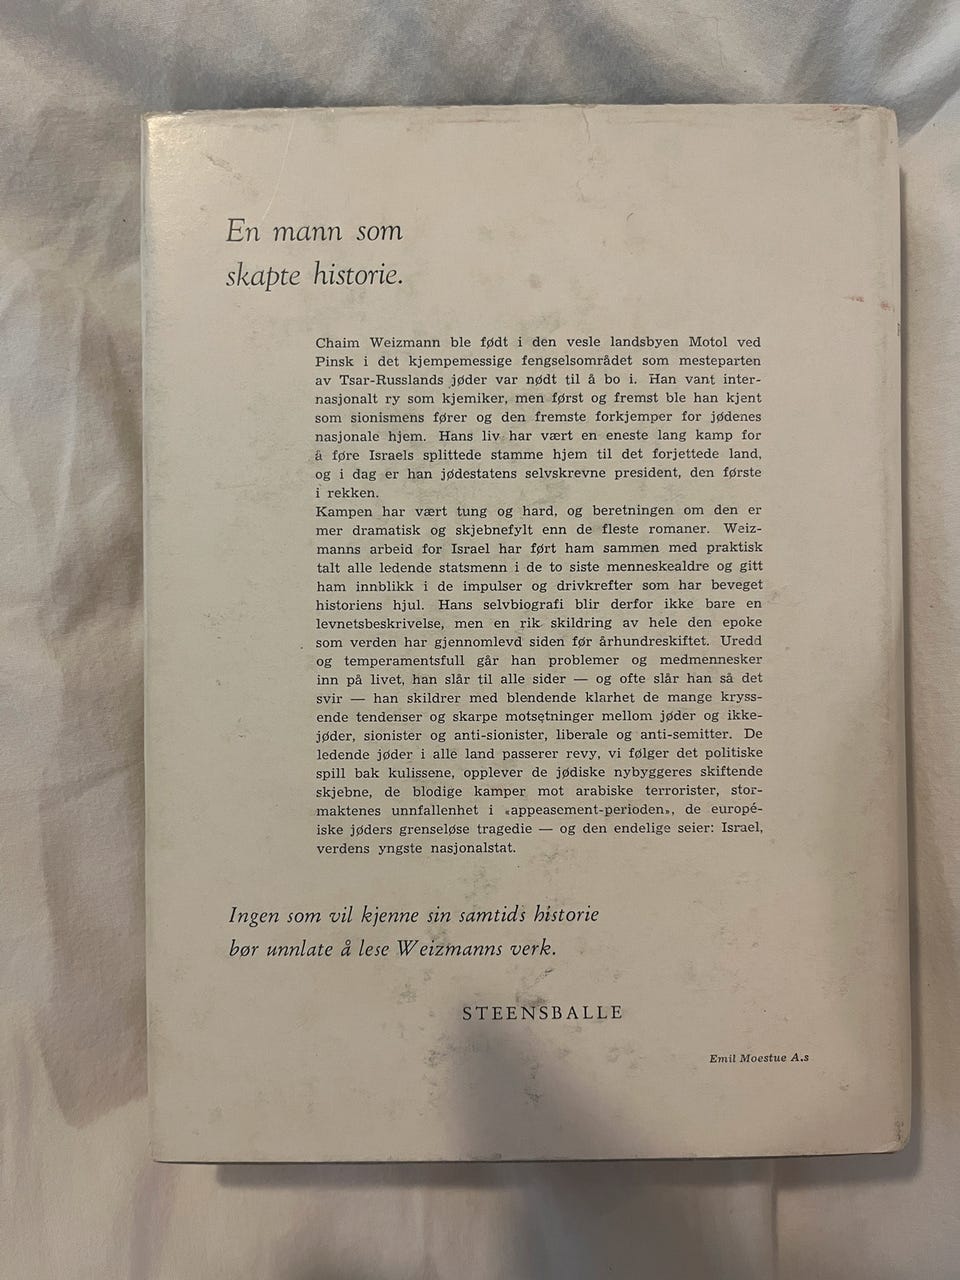 En mann som
skapte historie.
Chaim Weizmann ble født i den vesle landsbyen Motol ved
Pinsk i det kjempemessige fengselsområdet som mesteparten
av Tsar-Russlands jøder var nødt til å bo i. Han vant inter-
nasjonalt ry som kjemiker, men først og fremst ble han kjent
som sionismens fører og den fremste forkjemper for jødenes
nasjonale hjem. Hans liv har vært en eneste lang kamp for
å føre Israels splittede stamme hjem til det forjettede land,
og i dag er han jødestatens selvskrevne president, den første
i rekken.
Kampen har vært tung og hard, og beretningen om den er
mer dramatisk og skjebnefylt enn de fleste romaner. Weiz-
manns arbeid for Israel har ført ham sammen med praktisk
talt alle ledende statsmenn i de to siste menneskealdre og gitt
ham innblikk i de impulser og drivkrefter som har beveget
historiens hjul. Hans selvbiografi blir derfor ikke bare en
levnetsbeskrivelse, men en rik skildring av hele den epoke
som verden har gjennomlevd siden før århundreskiftet. Uredd
og temperamentsfull går han problemer og medmennesker
inn på livet, han slår til alle sider — og ofte slår han så det
svir — han skildrer med blendende klarhet de mange kryss-
ende tendenser og skarpe motsetninger mellom jøder og ikke-
jøder, sionister og anti-sionister, liberale og anti-semitter. De
ledende jøder i alle land passerer revy, vi følger det politiske
spill bak kulissene, opplever de jødiske nybyggeres skiftende
skjebne, de blodige kamper mot arabiske terrorister, stor-
maktenes unnfallenhet i «appeasement-perioden», de europé-
iske jøders grenseløse tragedie — og den endelige seier: Israel,
verdens yngste nasjonalstat.
Ingen som vil kjenne sin samtids historie
bør unnlate å lese Weizmanns verk.
STEENSBALLE
Emil Moestue A.s